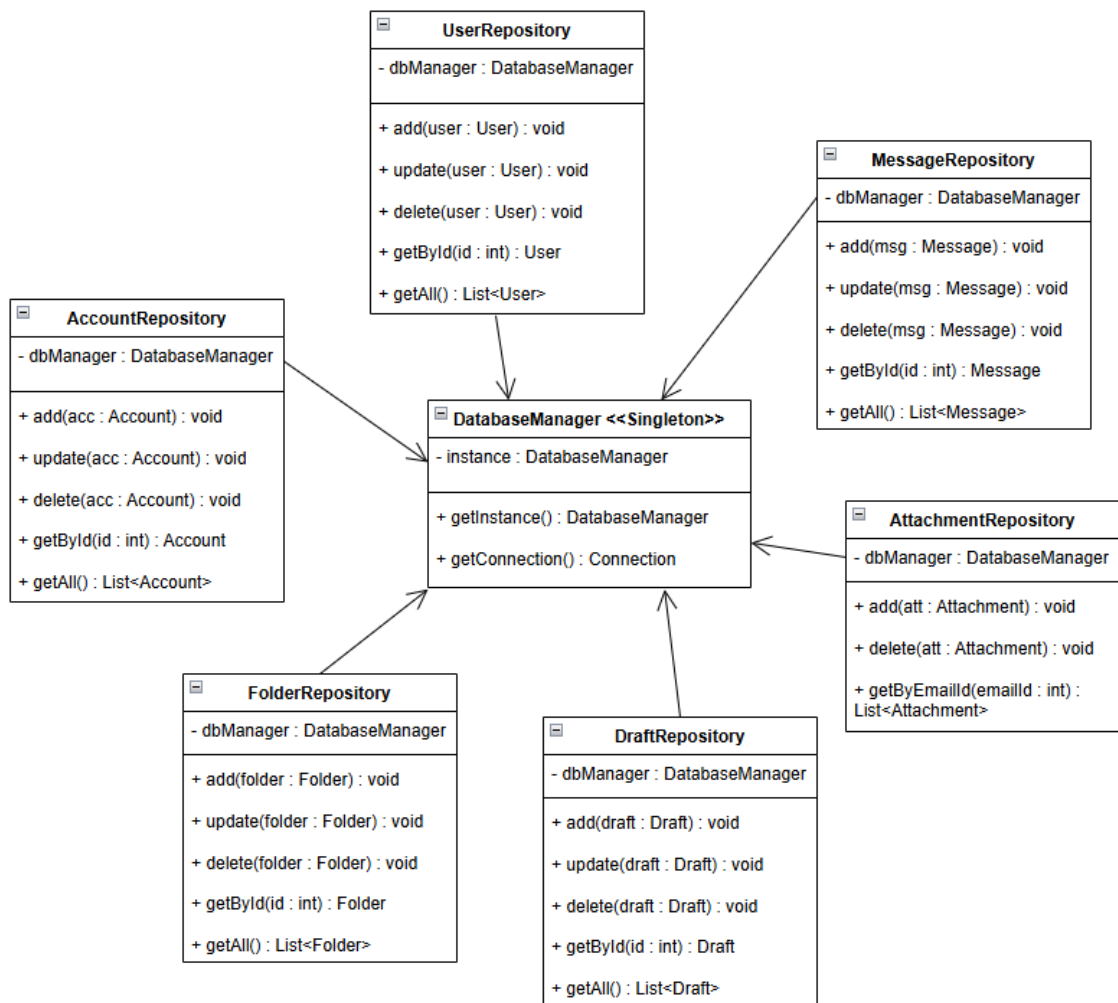 UserRepository
- dbManager : DatabaseManager
+ add(user : User) : void
+ update(user : User) : void
+ delete(user : User) : void
+ getById(id : int) : User
+ getAll() : List<User>
MessageRepository
- dbManager : DatabaseManager
+ add(msg : Message) : void
+ update(msg : Message) : void
+ delete(msg : Message) : void
+ getById(id : int) : Message
+ getAll() : List<Message>
AccountRepository
- dbManager : DatabaseManager
+ add(acc : Account) : void
+ update(acc : Account) : void
+ delete(acc : Account) : void
+ getById(id : int) : Account
+ getAll() : List<Account>
DatabaseManager <<Singleton>>
- instance : DatabaseManager
+ getInstance() : DatabaseManager
+ getConnection() : Connection
AttachmentRepository
- dbManager : DatabaseManager
+ add(att : Attachment) : void
+ delete(att : Attachment) : void
+ getByEmailId(emailId : int) :
List<Attachment>
FolderRepository
- dbManager : DatabaseManager
+ add(folder : Folder) : void
+ update(folder : Folder) : void
+ delete(folder : Folder) : void
+ getById(id : int) : Folder
+ getAll() : List<Folder>
DraftRepository
- dbManager : DatabaseManager
+ add(draft : Draft) : void
+ update(draft : Draft) : void
+ delete(draft : Draft) : void
+ getById(id : int) : Draft
+ getAll() : List<Draft>